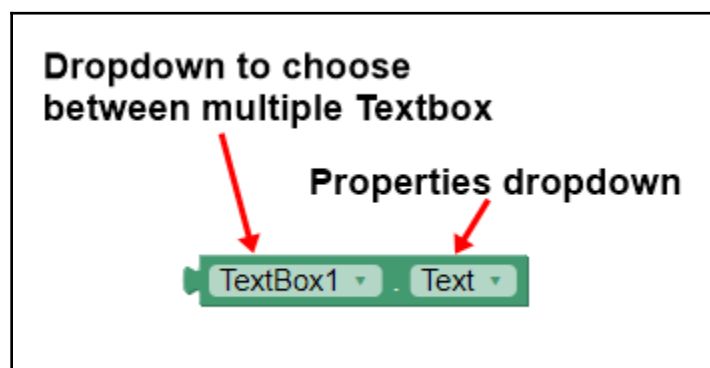 Dropdown to choose
between multiple Textbox
Properties dropdown
TextBox1 . Text